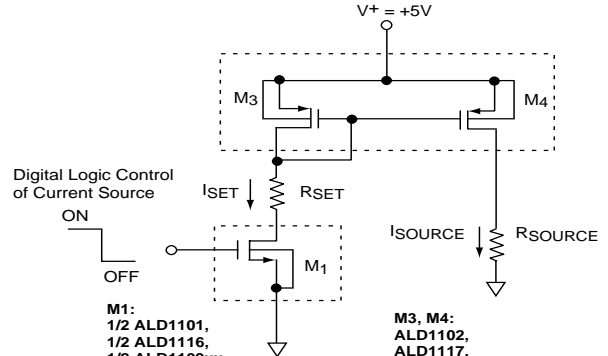 V+ = +5V
M3
M4
Digital Logic Control
of Current Source
ON
OFF
ISET
RSET
M1
ISOURCE
RSOURCE
M1:
1/2 ALD1101,
1/2 ALD1116,
M3, M4:
ALD1102,
ALD1117,